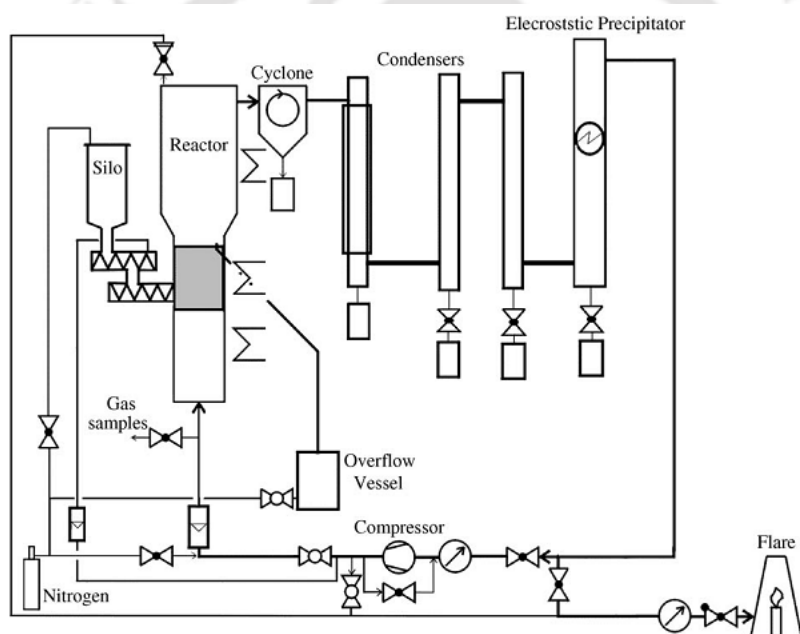 Elecroststic Precipitator
Condensers
Cyclone
Reactor
Silo
Gas
samples
Overflow
Vessel
Compressor
Flare
Nitrogen